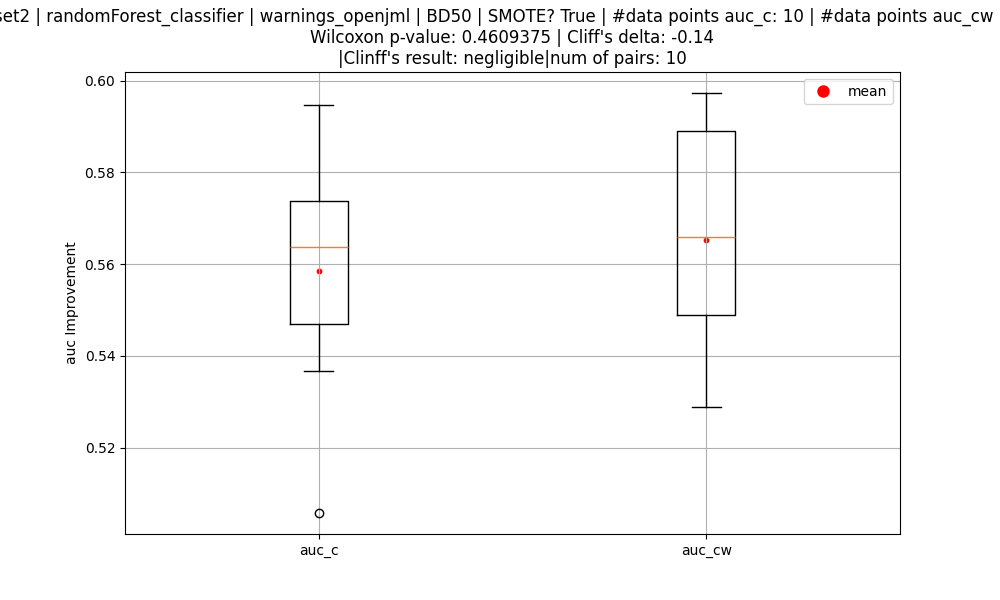 set2 | randomForest_classifier | warnings_openjml | BD50 | SMOTE? True | #data points auc_c: 10 | #data points auc_cw
Wilcoxon p-value: 0.4609375 | Cliff's delta: -0.14
|Clinff's result: negligible|num of pairs: 10
mean
0.60
0.58
0.56
0.54
0.52
auc Improvement
auc_c
auc_cw